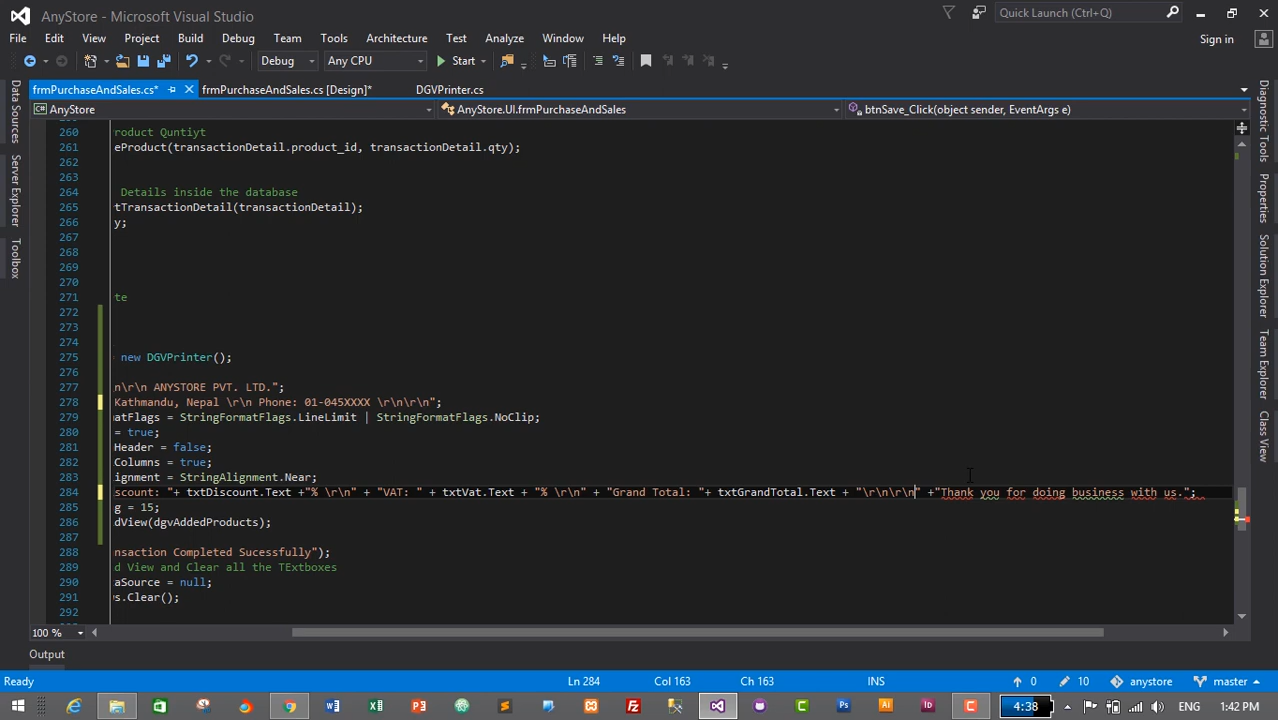 AnyStore - Microsoft Visual Studio
Quick Launch (Ctrl+Q)
File Edit View Project Build Debug Team Tools Architecture Test Analyze Window Help
Sign in
Debug Any CPU Start
frmPurchaseAndSales.cs* frmPurchaseAndSales.cs [Design]* DGVPrinter.cs
AnyStore AnyStore.UI.frmPurchaseAndSales btnSave_Click(object sender, EventArgs e)
Data Sources
Server Explorer
Toolbox
260 roduct Quntiyt
261 eProduct(transactionDetail.product_id, transactionDetail.qty);
262
263
264 Details inside the database
265 tTransactionDetail(transactionDetail);
266 y;
267
268
269
270
271 te
272
273
274
275 new DGVPrinter();
276
277 n\r\n ANYSTORE PVT. LTD.";
278 Kathmandu, Nepal \r\n Phone: 01-045XXXX \r\n\r\n";
279 atFlags = StringFormatFlags.LineLimit | StringFormatFlags.NoClip;
280 = true;
281 Header = false;
282 Columns = true;
283 ignment = StringAlignment.Near;
284 scount: "+ txtDiscount.Text +"% \r\n" + "VAT: " + txtVat.Text + "% \r\n" + "Grand Total: "+ txtGrandTotal.Text + "\r\n\r\n" +"Thank you for doing business with us.";
285 g = 15;
286 dView(dgvAddedProducts);
287
288 nsaction Completed Sucessfully");
289 d View and Clear all the TExtboxes
290 aSource = null;
291 s.Clear();
292
Diagnostic Tools
Properties
Solution Explorer
Team Explorer
Class View
100 %
Output
Ready Ln 284 Col 163 Ch 163 INS 0 10 anystore master
4:38 ENG 1:42 PM